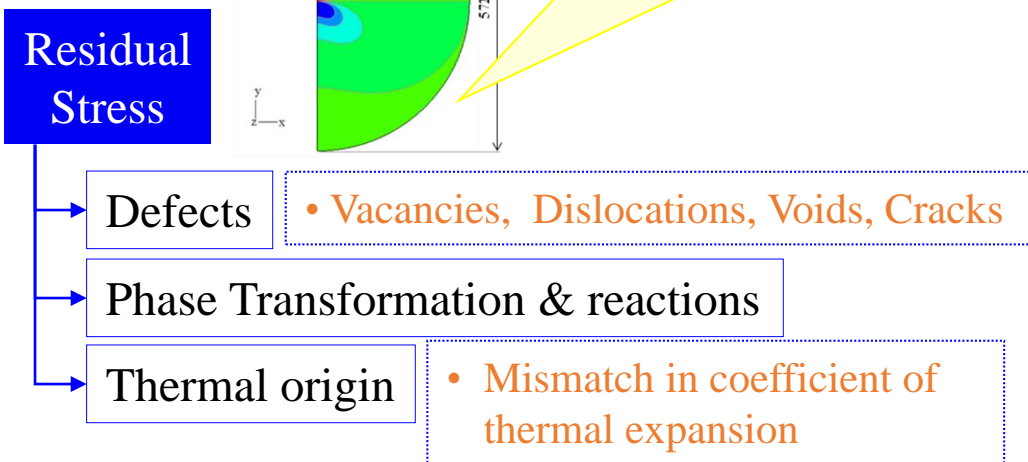 Residual
Stress
y
z
x
Defects
• Vacancies, Dislocations, Voids, Cracks
Phase Transformation & reactions
Thermal origin
• Mismatch in coefficient of
thermal expansion